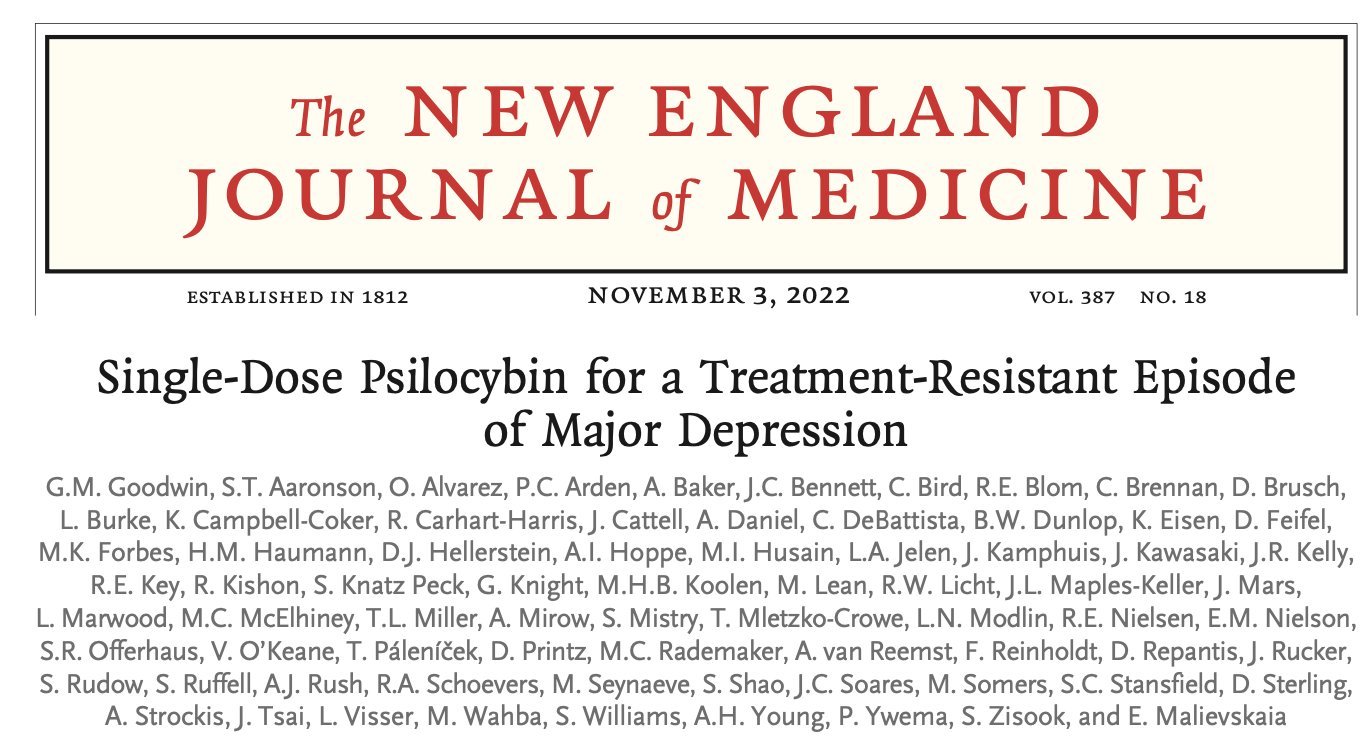 The NEW ENGLAND
JOURNAL of MEDICINE
ESTABLISHED IN 1812 NOVEMBER 3, 2022 VOL. 387 NO. 18
Single-Dose Psilocybin for a Treatment-Resistant Episode
of Major Depression
G.M. Goodwin, S.T. Aaronson, O. Alvarez, P.C. Arden, A. Baker, J.C. Bennett, C. Bird, R.E. Blom, C. Brennan, D. Brusch,
L. Burke, K. Campbell-Coker, R. Carhart-Harris, J. Cattell, A. Daniel, C. DeBattista, B.W. Dunlop, K. Eisen, D. Feifel,
M.K. Forbes, H.M. Haumann, D.J. Hellerstein, A.I. Hoppe, M.I. Husain, L.A. Jelen, J. Kamphuis, J. Kawasaki, J.R. Kelly,
R.E. Key, R. Kishon, S. Knatz Peck, G. Knight, M.H.B. Koolen, M. Lean, R.W. Licht, J.L. Maples-Keller, J. Mars,
L. Marwood, M.C. McElhiney, T.L. Miller, A. Mirow, S. Mistry, T. Mletzko-Crowe, L.N. Modlin, R.E. Nielsen, E.M. Nielson,
S.R. Offerhaus, V. O’Keane, T. Páleníček, D. Printz, M.C. Rademaker, A. van Reemst, F. Reinholdt, D. Repantis, J. Rucker,
S. Rudow, S. Ruffell, A.J. Rush, R.A. Schoevers, M. Seynaeve, S. Shao, J.C. Soares, M. Somers, S.C. Stansfield, D. Sterling,
A. Strockis, J. Tsai, L. Visser, M. Wahba, S. Williams, A.H. Young, P. Ywema, S. Zisook, and E. Malievskaia